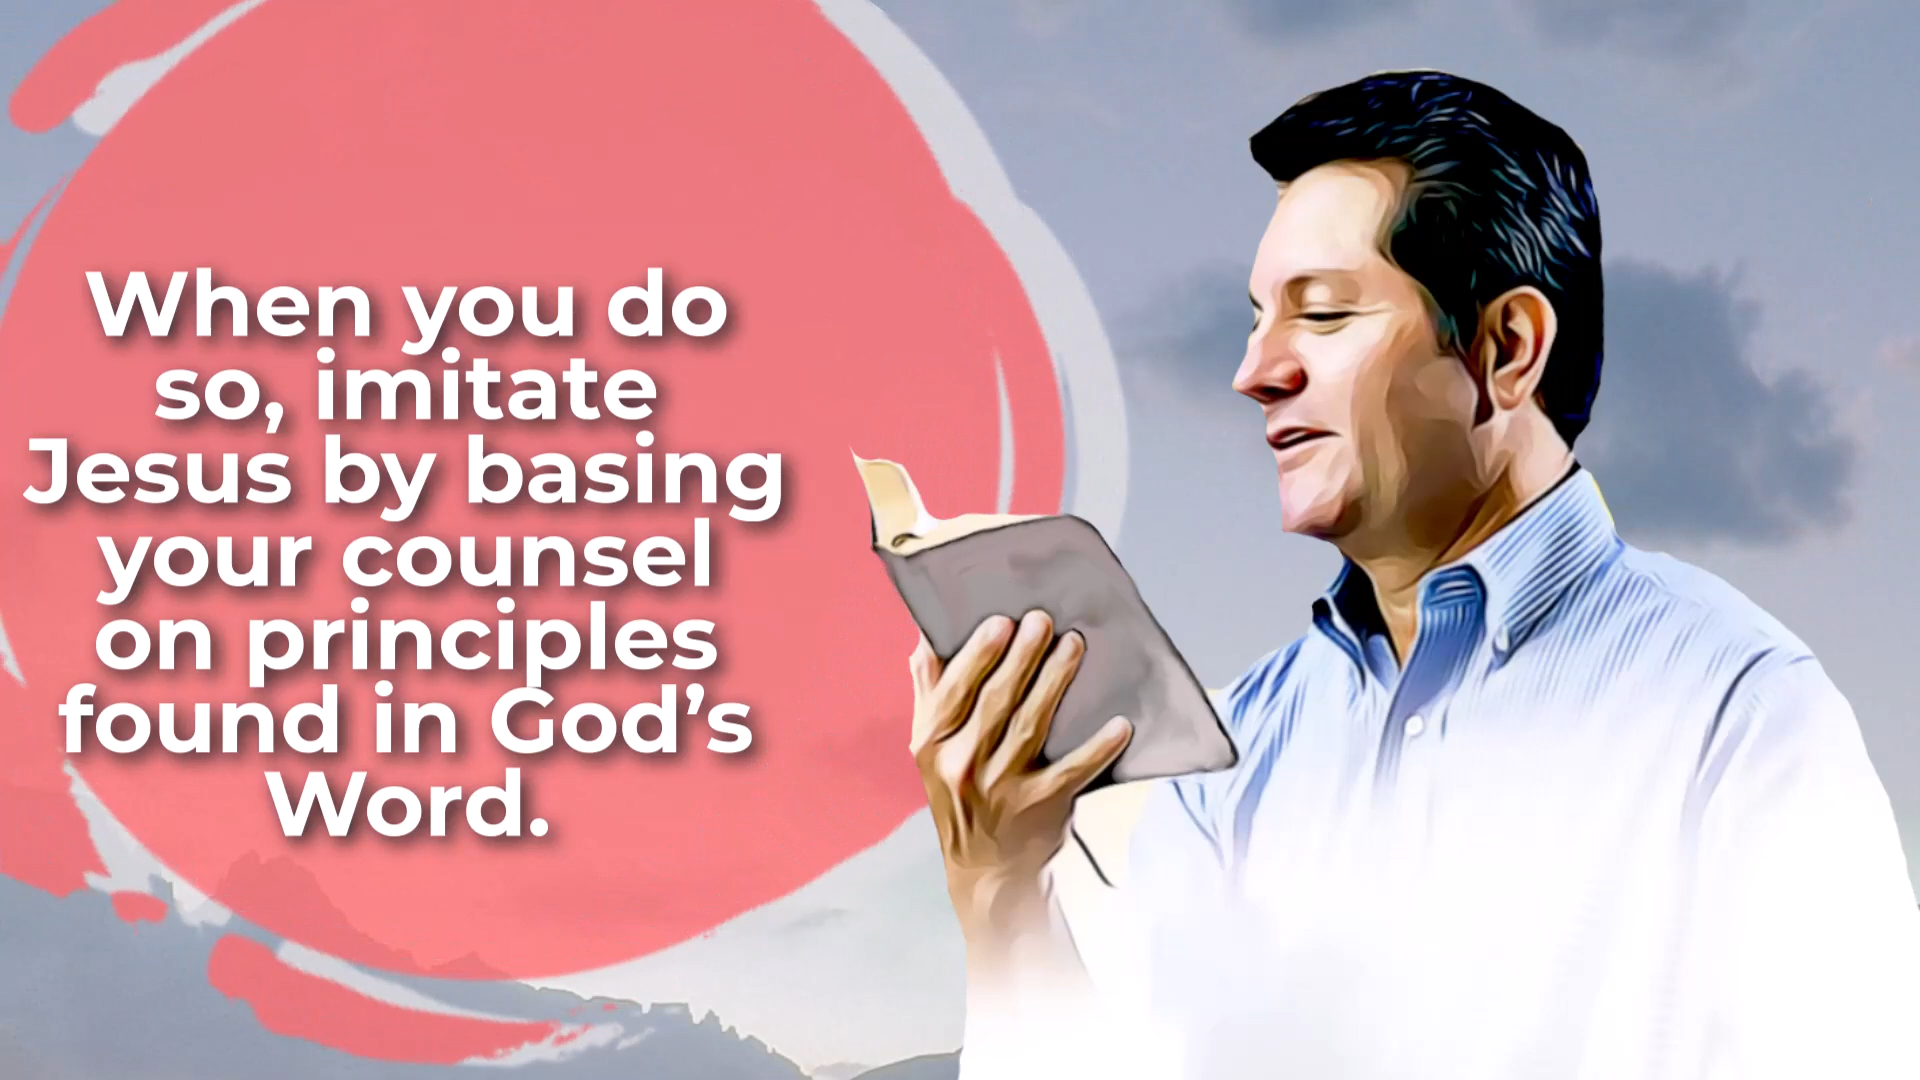 When you do
so, imitate
Jesus by basing
your counsel
on principles
found in God’s
Word.